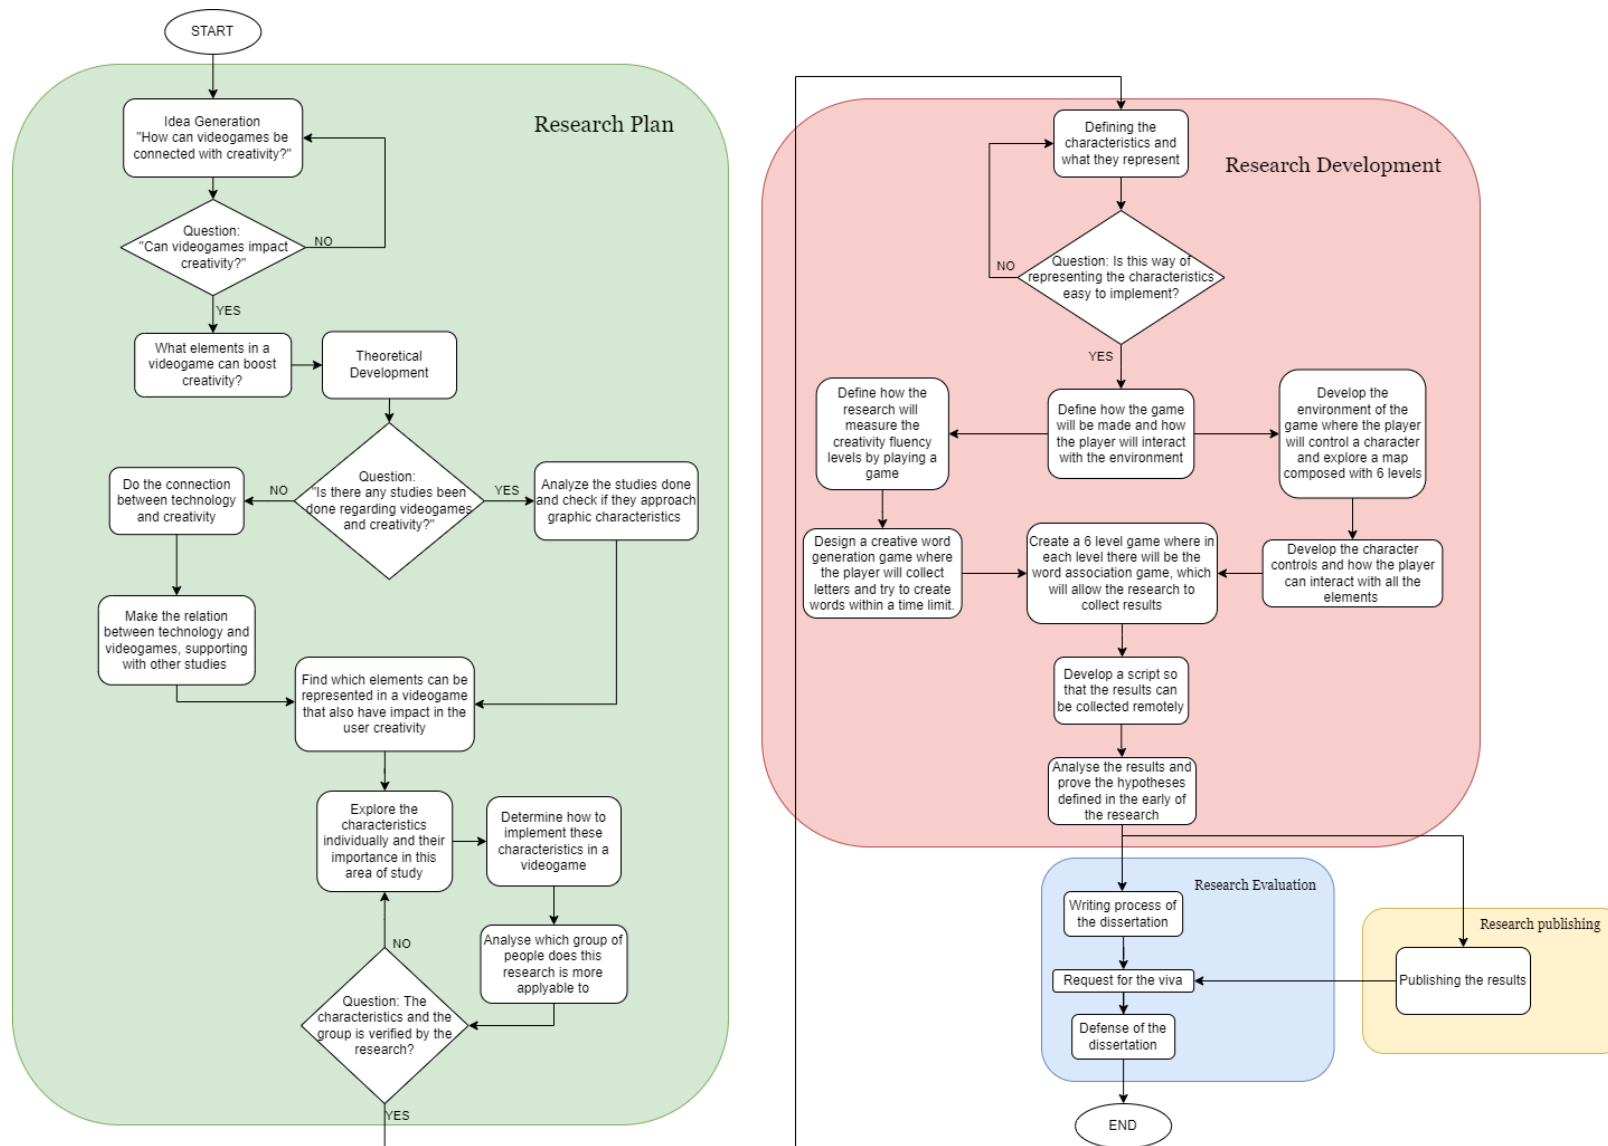 START
Research Plan
Idea Generation
"How can videogames be
connected with creativity?"
Question:
"Can videogames impact
creativity?"
NO
YES
What elements in a
videogame can boost
creativity?
Theoretical
Development
Question:
"Is there any studies been
done regarding videogames
and creativity?"
NO
YES
Do the connection
between technology
and creativity
Analyze the studies done
and check if they approach
graphic characteristics
Make the relation
between technology and
videogames, supporting
with other studies
Find which elements can be
represented in a videogame
that also have impact in the
user creativity
Explore the
characteristics
individually and their
importance in this
area of study
Determine how to
implement these
characteristics in a
videogame
Analyse which group of
people does this
research is more
applyable to
NO
Question: The
characteristics and the
group is verified by the
research?
YES
Research Development
Defining the
characteristics and
what they represent
NO
Question: Is this way of
representing the characteristics
easy to implement?
YES
Define how the
research will
measure the
creativity fluency
levels by playing a
game
Define how the game
will be made and how
the player will interact
with the environment
Develop the
environment of the
game where the player
will control a character
and explore a map
composed with 6 levels
Design a creative word
generation game where
the player will collect
letters and try to create
words within a time limit.
Create a 6 level game where in
each level there will be the
word association game, which
will allow the research to
collect results
Develop the character
controls and how the player
can interact with all the
elements
Develop a script so
that the results can
be collected remotely
Analyse the results and
prove the hypotheses
defined in the early of
the research
Research Evaluation
Writing process of
the dissertation
Request for the viva
Defense of the
dissertation
END
Research publishing
Publishing the results